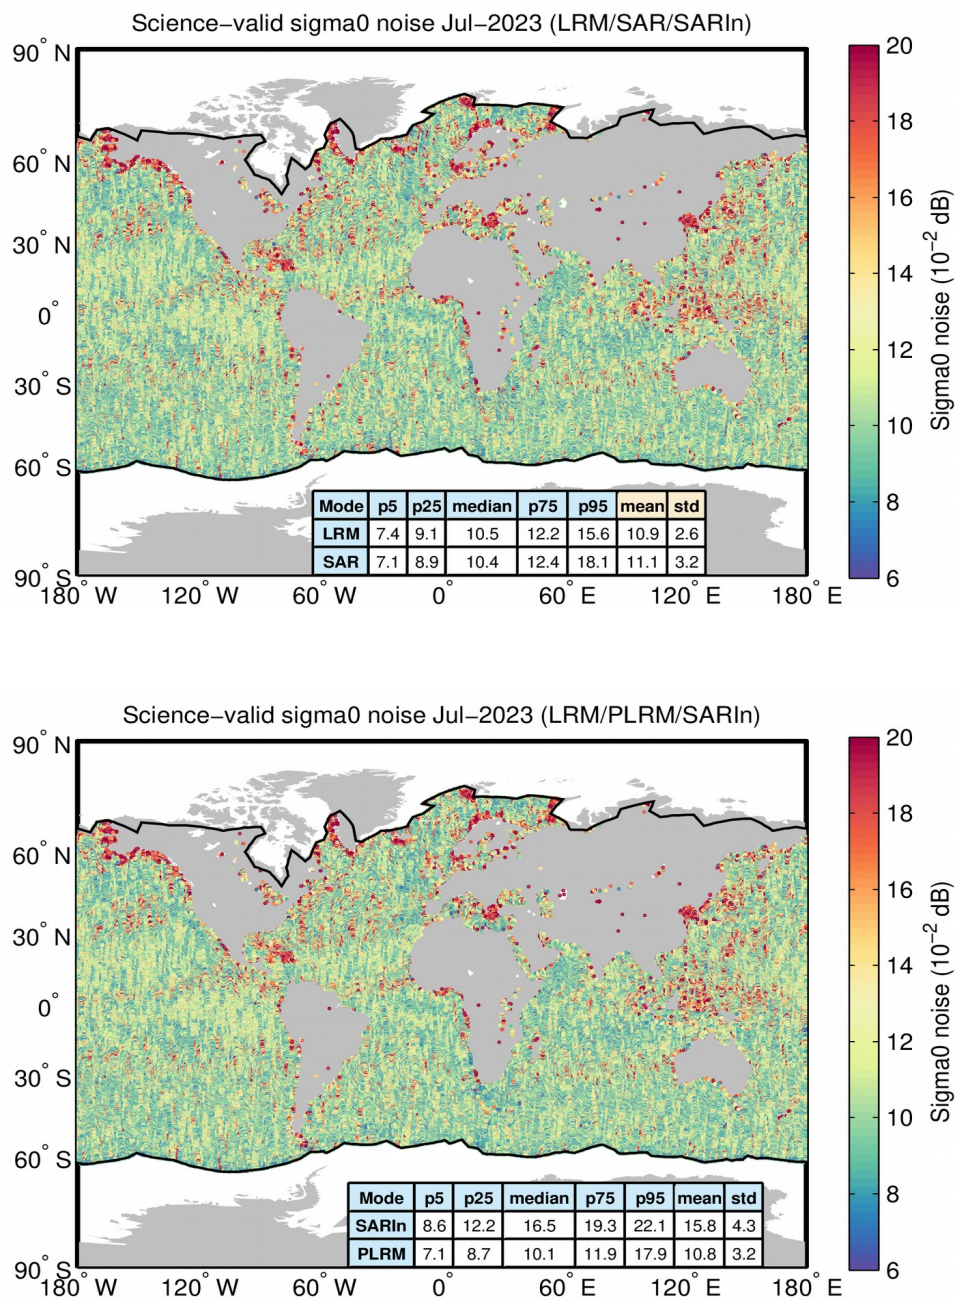 Science−valid sigma0 noise Jul−2023 (LRM/SAR/SARIn)
90° N
60° N
30° N
0°
30° S
60° S
90° S
180° W 120° W 60° W 0° 60° E 120° E 180° E
Mode p5 p25 median p75 p95 mean std
LRM 7.4 9.1 10.5 12.2 15.6 10.9 2.6
SAR 7.1 8.9 10.4 12.4 18.1 11.1 3.2
20
18
16
14
12
10
8
6
Sigma0 noise (10⁻² dB)
Science−valid sigma0 noise Jul−2023 (LRM/PLRM/SARIn)
90° N
60° N
30° N
0°
30° S
60° S
90° S
180° W 120° W 60° W 0° 60° E 120° E 180° E
Mode p5 p25 median p75 p95 mean std
SARIn 8.6 12.2 16.5 19.3 22.1 15.8 4.3
PLRM 7.1 8.7 10.1 11.9 17.9 10.8 3.2
20
18
16
14
12
10
8
6
Sigma0 noise (10⁻² dB)